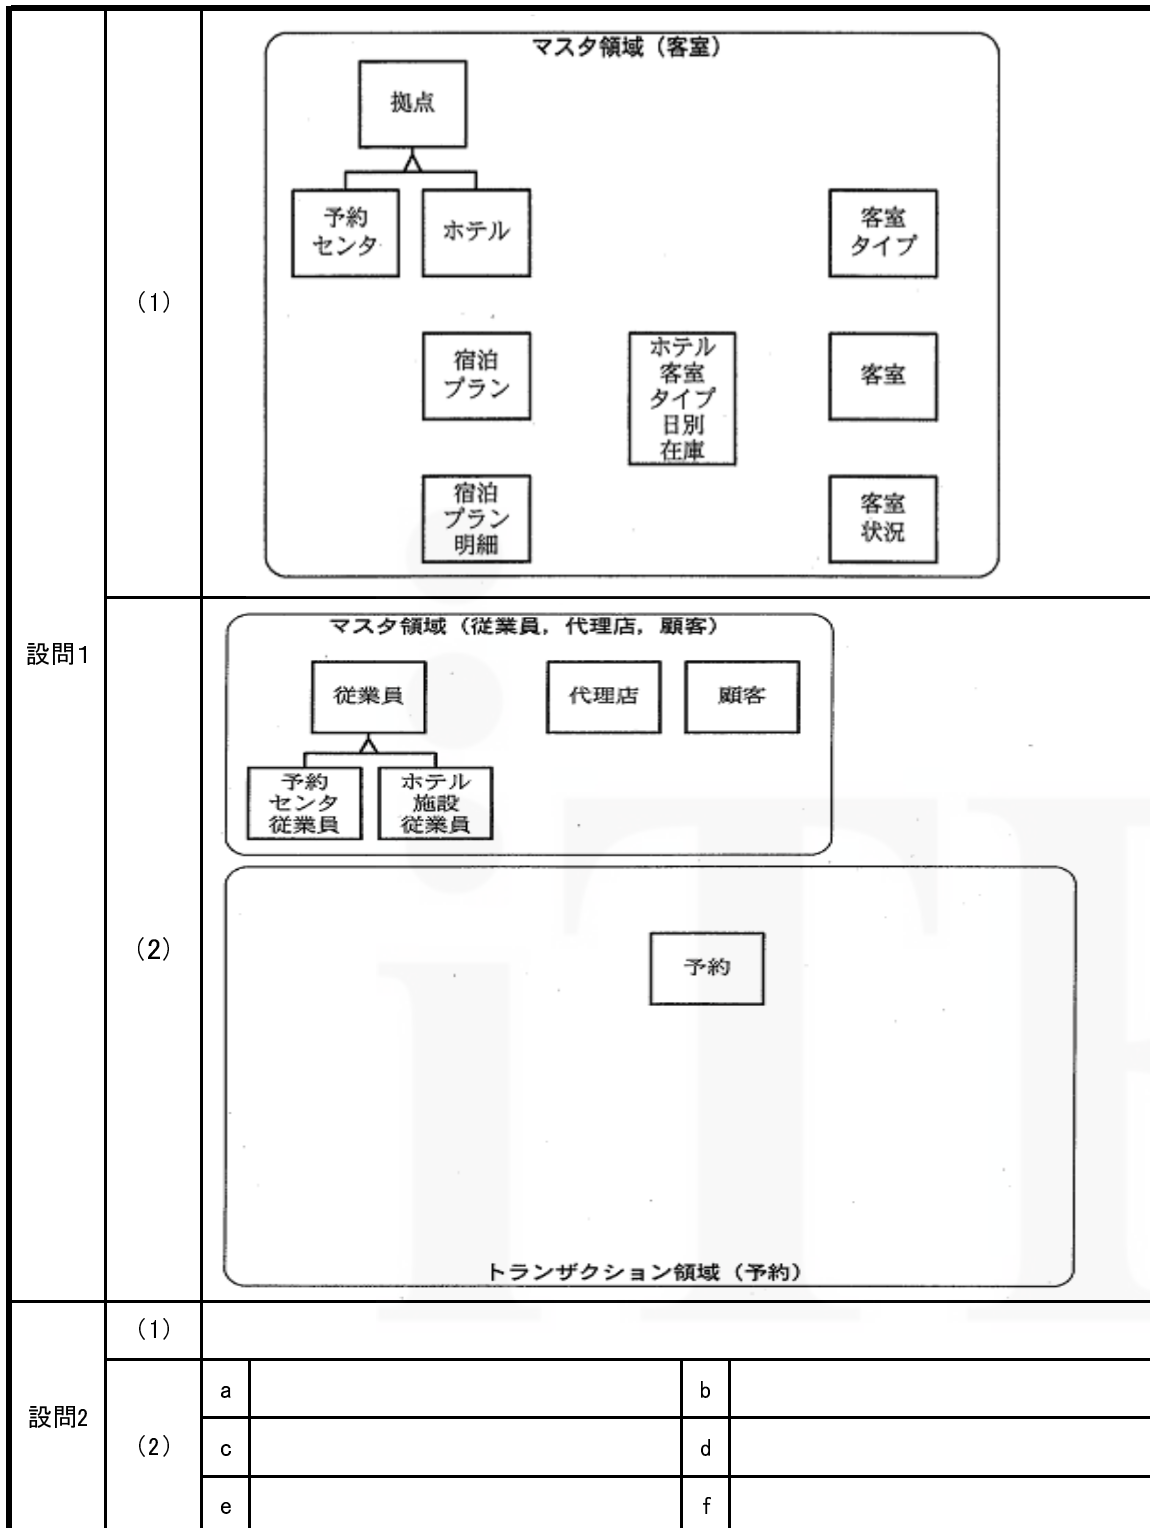 設問1
(1)
マスタ領域（客室）
拠点
予約
センタ
ホテル
客室
タイプ
宿泊
プラン
ホテル
客室
タイプ
日別
在庫
客室
宿泊
プラン
明細
客室
状況
(2)
マスタ領域（従業員，代理店，顧客）
従業員
代理店
顧客
予約
センタ
従業員
ホテル
施設
従業員
予約
トランザクション領域（予約）
設問2
(1)
(2)
a
b
c
d
e
f
iTE